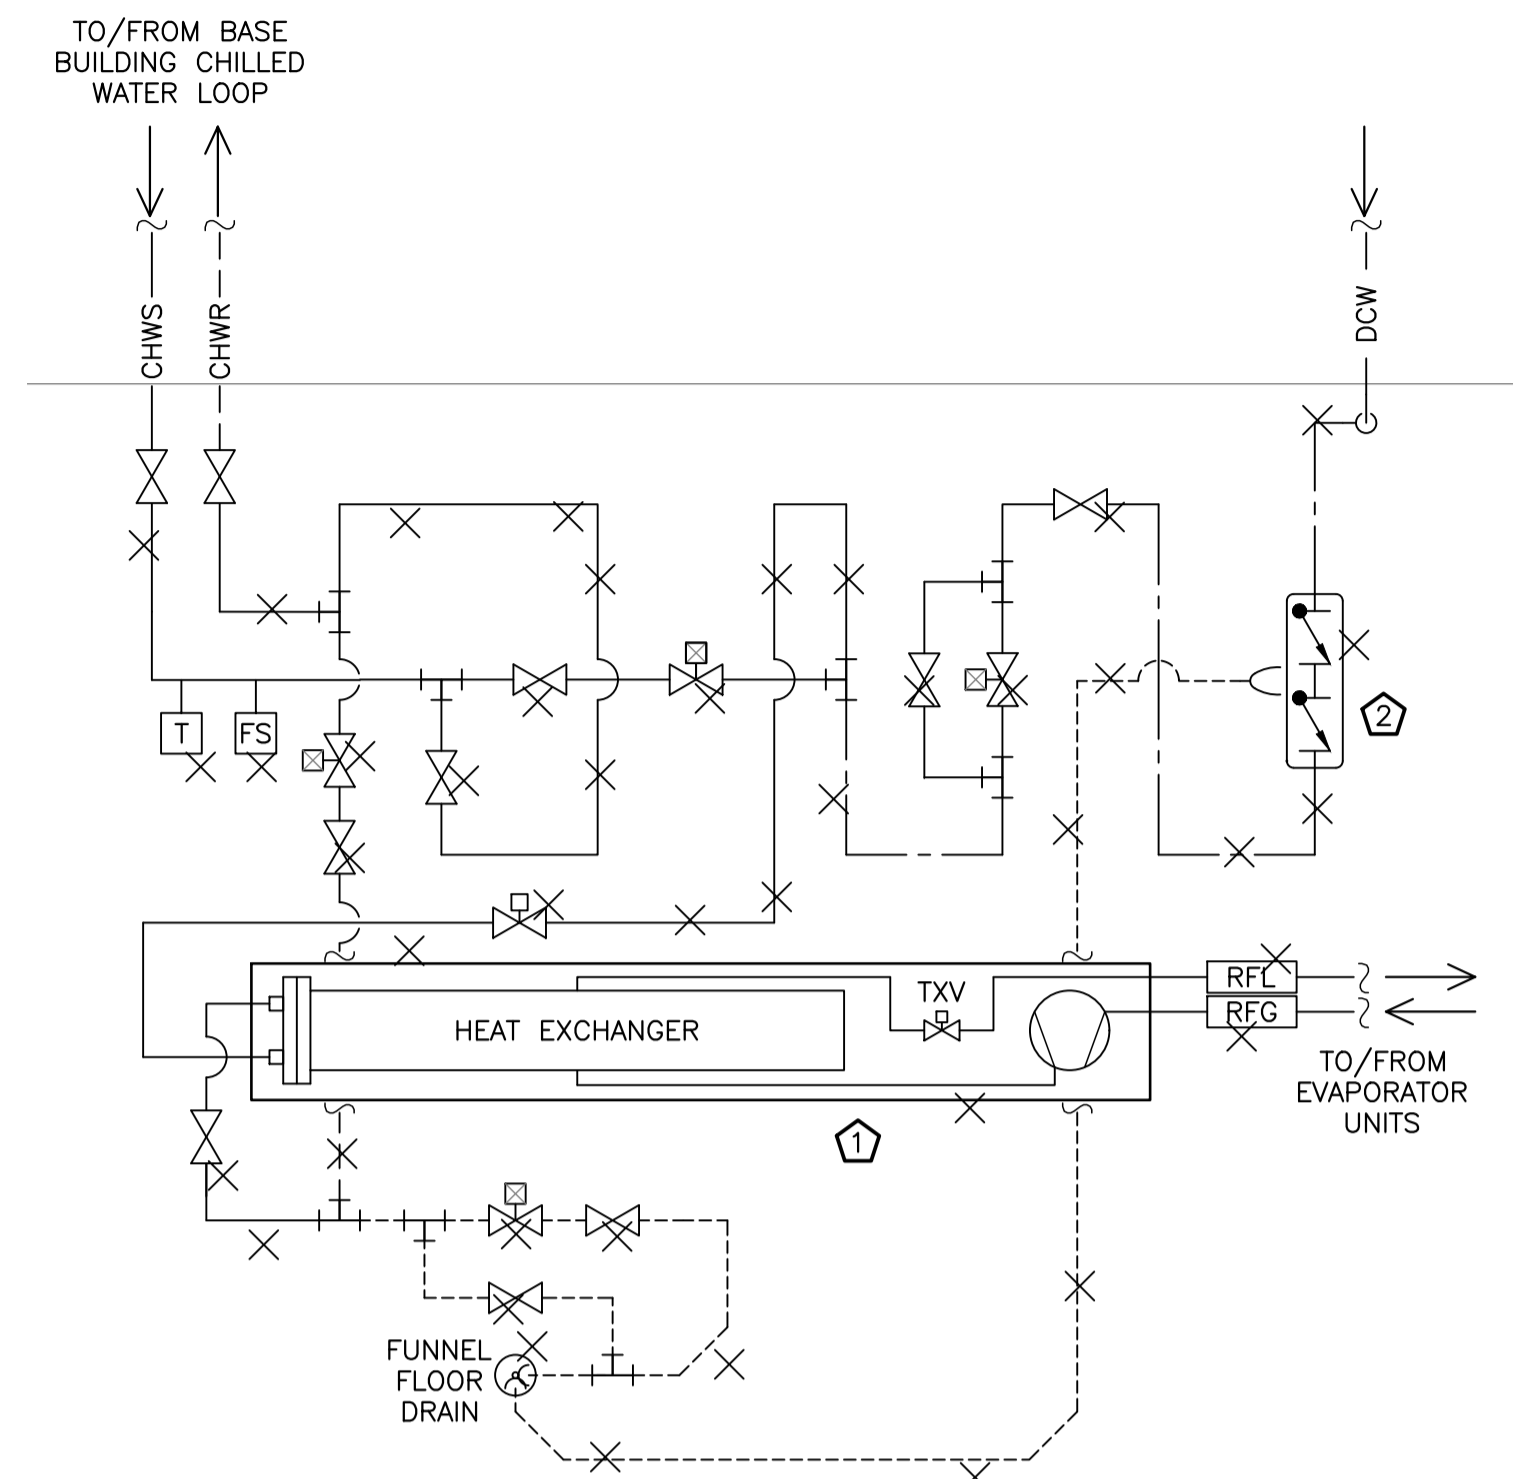 TO/FROM BASE
BUILDING CHILLED
WATER LOOP
CHWS
CHWR
DCW
T
FS
2
TXV
RFL
HEAT EXCHANGER
RFG
TO/FROM
EVAPORATOR
UNITS
1
FUNNEL
FLOOR
DRAIN